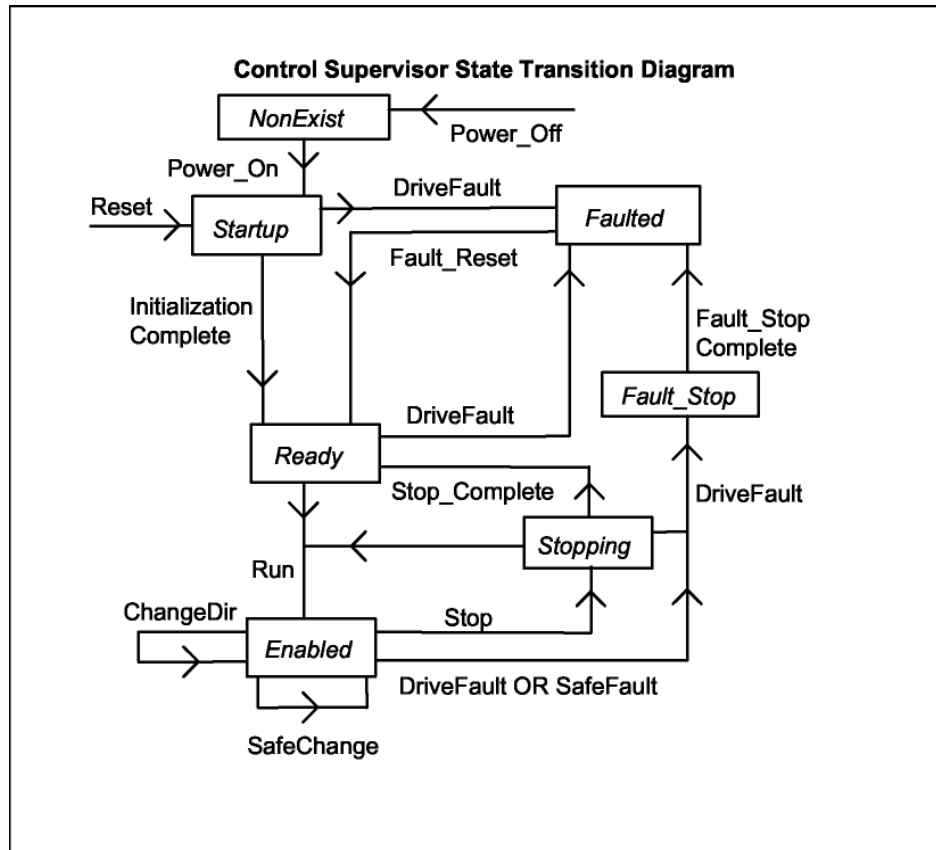 Control Supervisor State Transition Diagram
NonExist
Power_Off
Power_On
DriveFault
Reset
Startup
Faulted
Fault_Reset
Initialization
Complete
Fault_Stop
Complete
Fault_Stop
DriveFault
Ready
Stop_Complete
DriveFault
Stopping
Run
ChangeDir
Stop
Enabled
DriveFault OR SafeFault
SafeChange